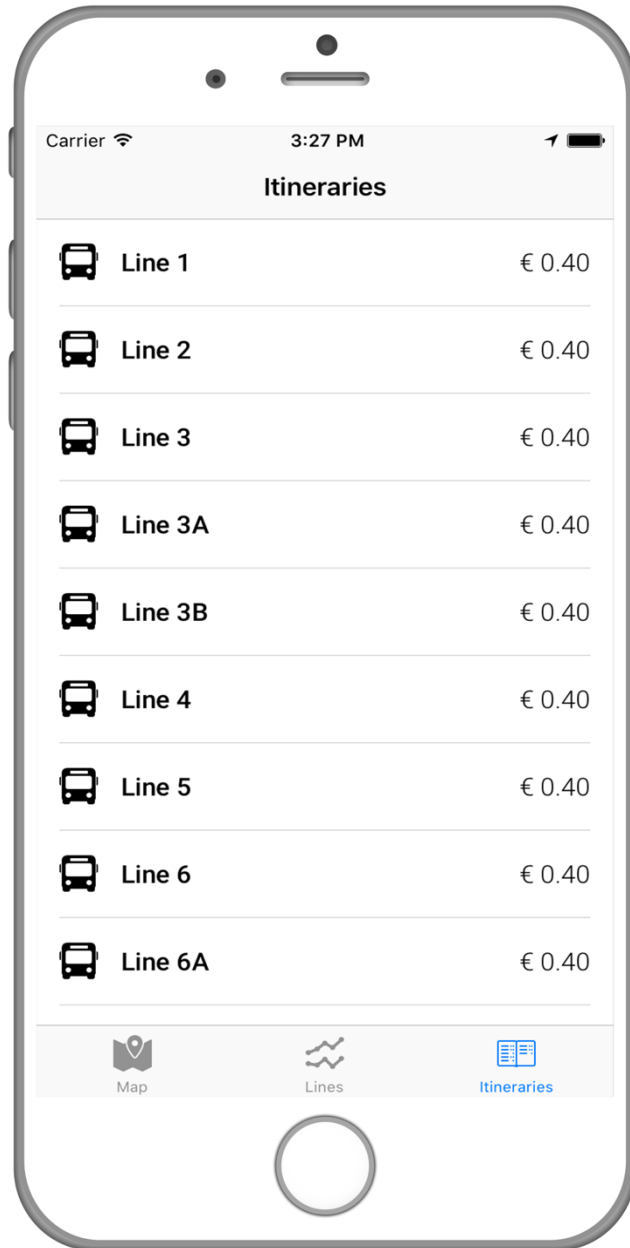 Carrier 3:27 PM
Itineraries
Line 1 € 0.40
Line 2 € 0.40
Line 3 € 0.40
Line 3A € 0.40
Line 3B € 0.40
Line 4 € 0.40
Line 5 € 0.40
Line 6 € 0.40
Line 6A € 0.40
Map Lines Itineraries